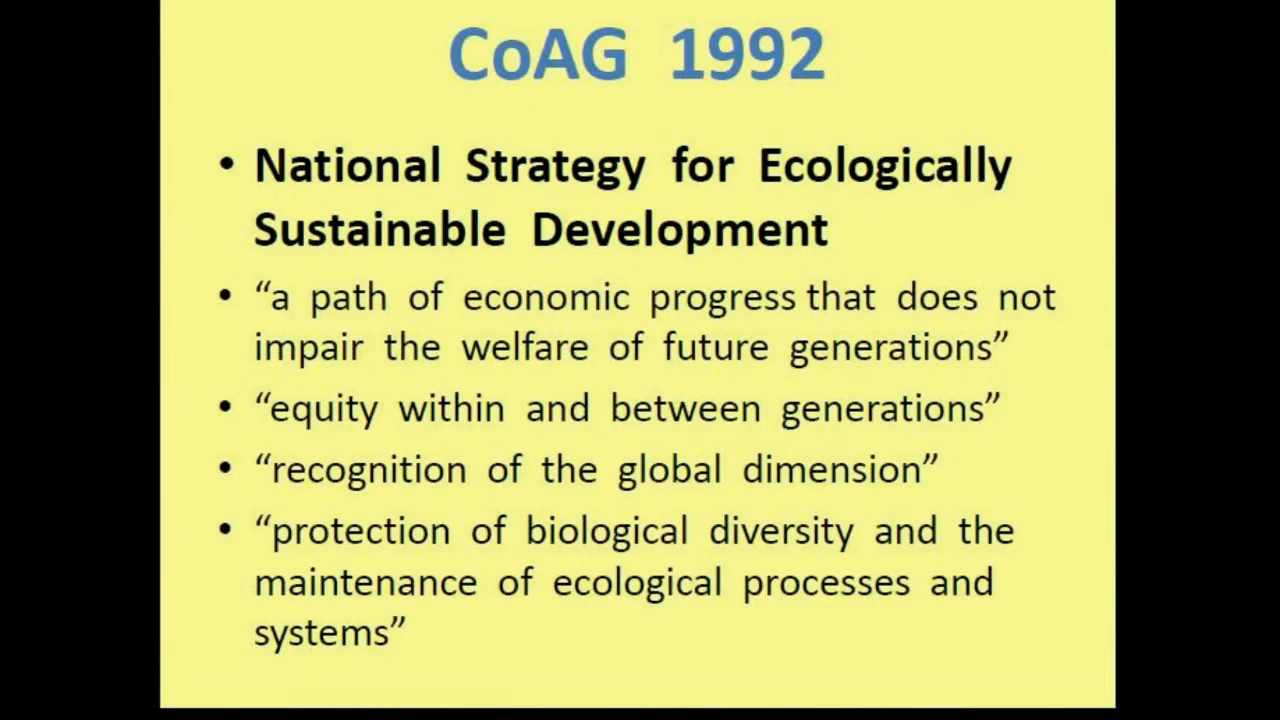 CoAG 1992
• National Strategy for Ecologically
Sustainable Development
• “a path of economic progress that does not
impair the welfare of future generations”
• “equity within and between generations”
• “recognition of the global dimension”
• “protection of biological diversity and the
maintenance of ecological processes and
systems”